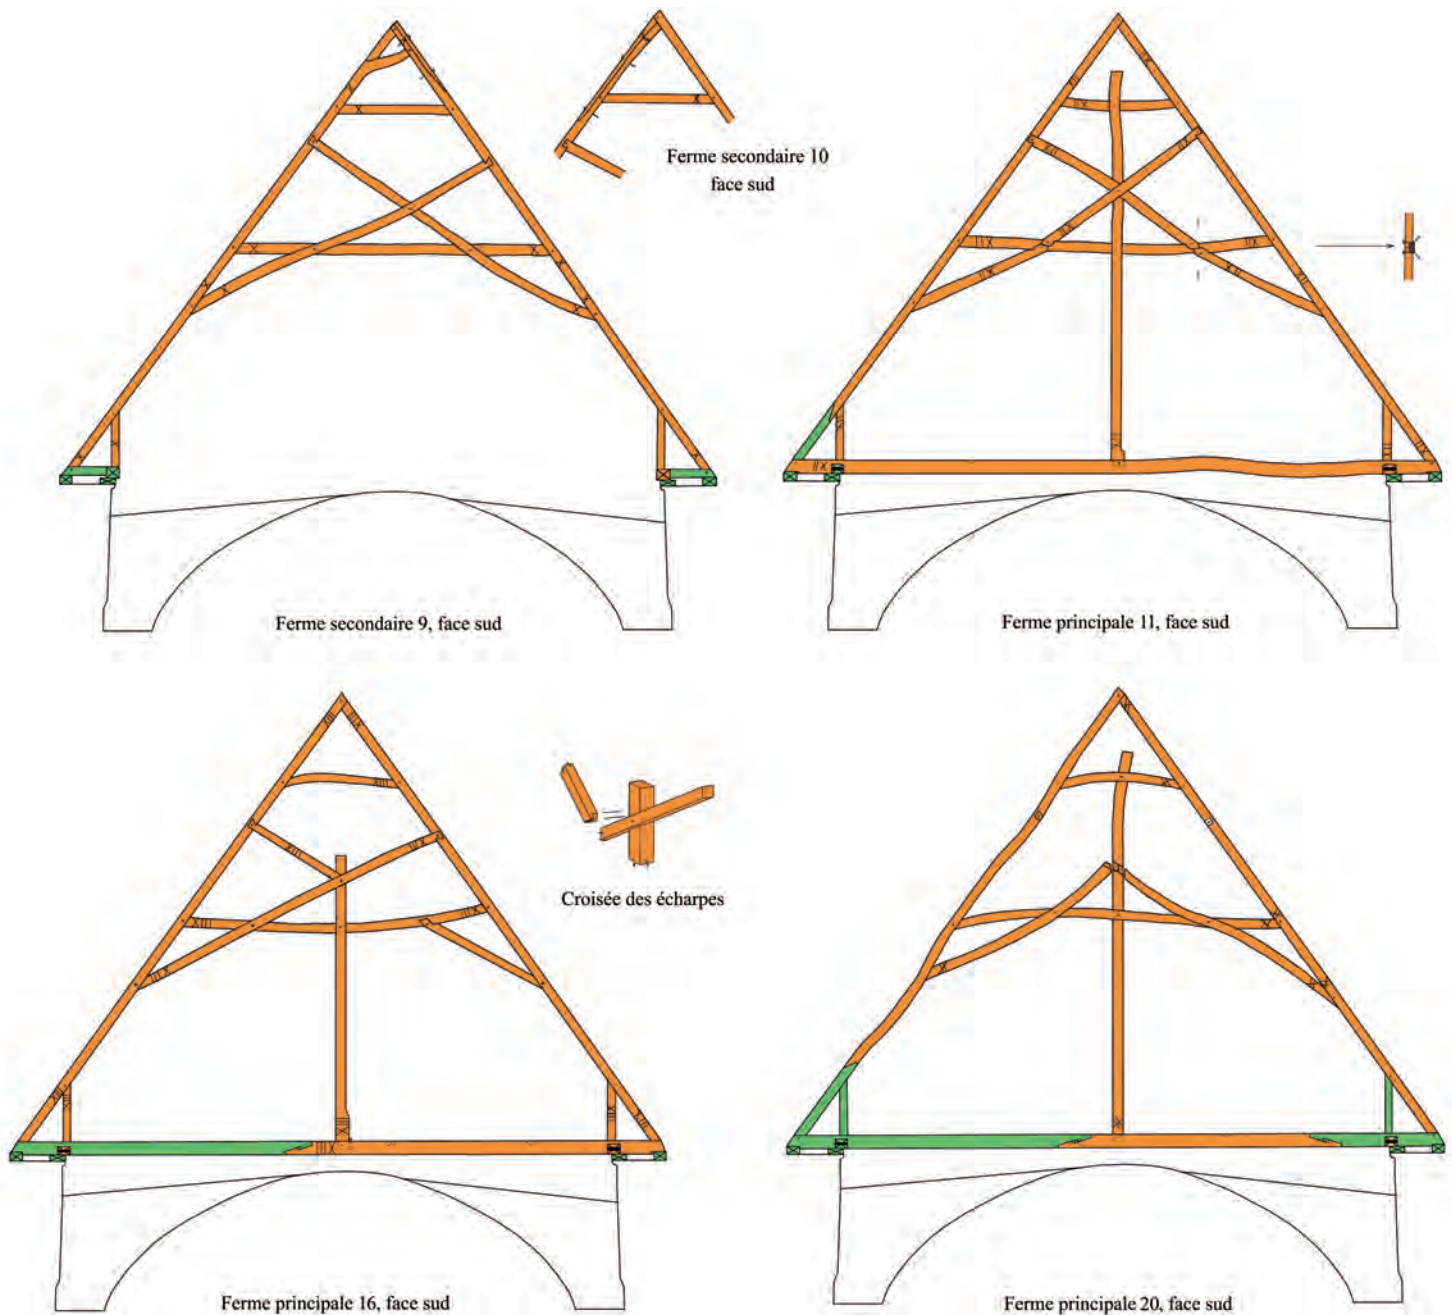 Ferme secondaire 10
face sud
Ferme secondaire 9, face sud
Ferme principale 11, face sud
Croisée des écharpes
Ferme principale 16, face sud
Ferme principale 20, face sud